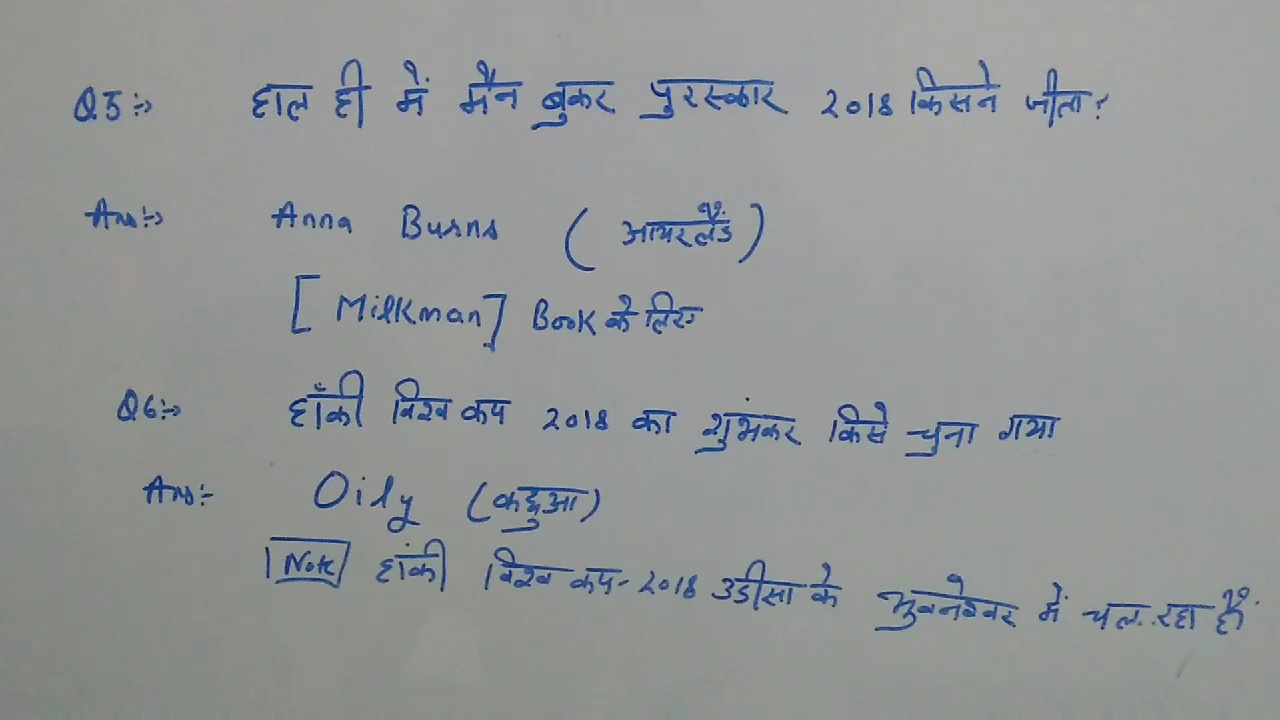 Q5:→ हाल ही में मैन बुकर पुरस्कार 2018 किसने जीता?
Ans:→ Anna Burns (आयरलैंड)
[Milkman] Book के लिए
Q6:→ हाँकी विश्व कप 2018 का शुभंकर किसे चुना गया
Ans:- Oily (कछुआ)
Note हांकी विश्व कप-2018 उडीसा के भुवनेश्वर में चल रहा हैं